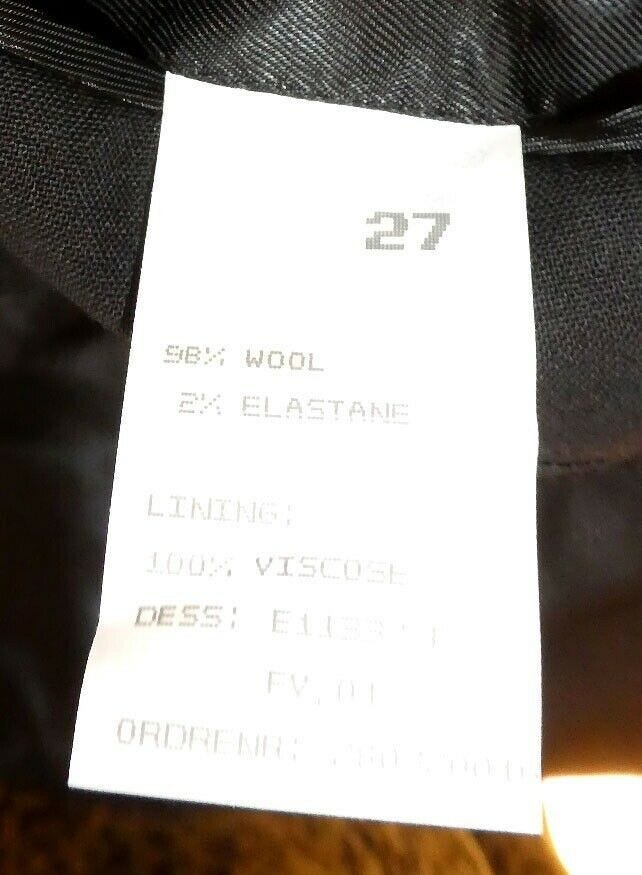 27
98% WOOL
2% ELASTANE
LINING:
100% VISCOSE
DESS:
FV.01
ORDRENR: